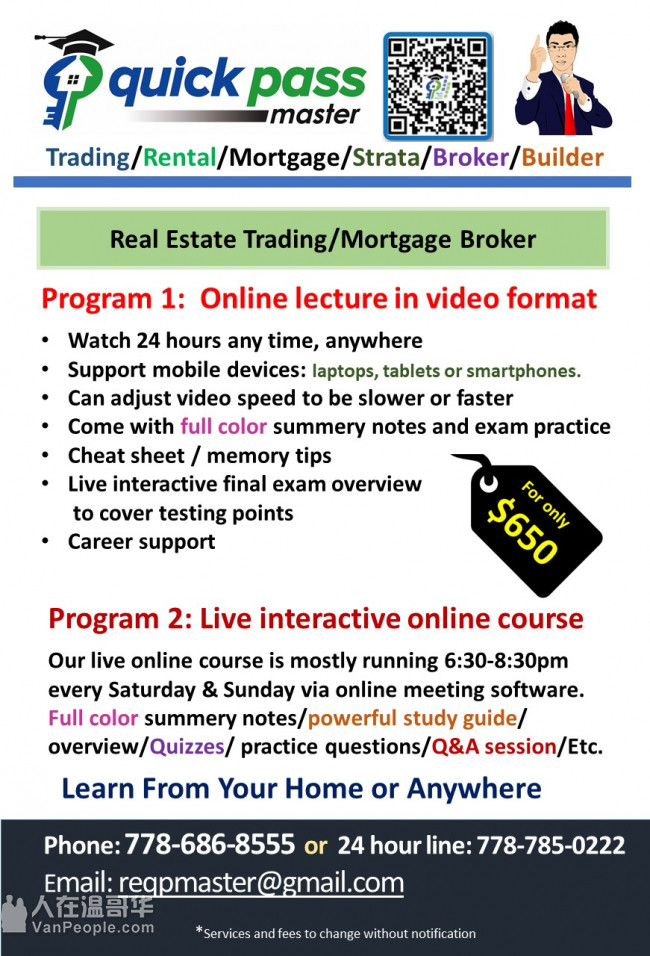 quick pass
master
Trading/Rental/Mortgage/Strata/Broker/Builder
Real Estate Trading/Mortgage Broker
Program 1: Online lecture in video format
• Watch 24 hours any time, anywhere
• Support mobile devices: laptops, tablets or smartphones.
• Can adjust video speed to be slower or faster
• Come with full color summery notes and exam practice
• Cheat sheet / memory tips
• Live interactive final exam overview
to cover testing points
• Career support
For only
$650
Program 2: Live interactive online course
Our live online course is mostly running 6:30-8:30pm
every Saturday & Sunday via online meeting software.
Full color summery notes/powerful study guide/
overview/Quizzes/ practice questions/Q&A session/Etc.
Learn From Your Home or Anywhere
Phone: 778-686-8555 or 24 hour line: 778-785-0222
Email: reqpmaster@gmail.com
人在温哥华
VanPeople.com
*Services and fees to change without notification